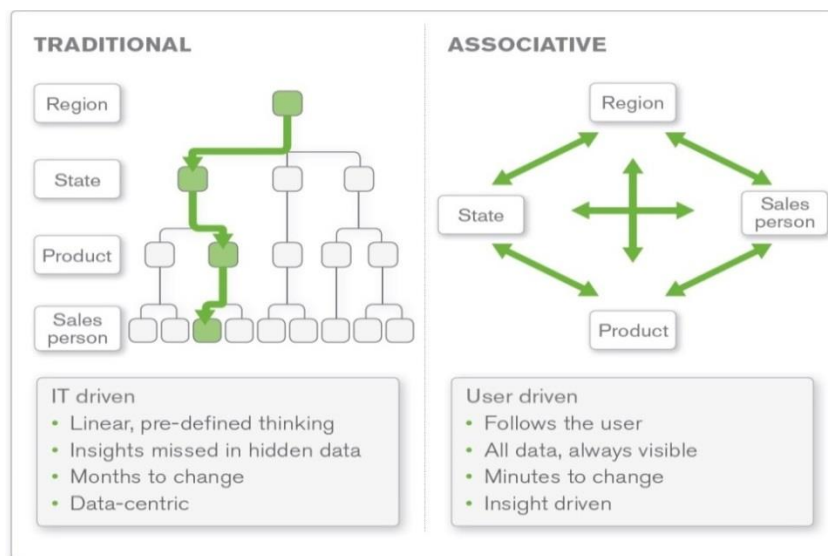 TRADITIONAL
Region
State
Product
Sales
person
IT driven
• Linear, pre-defined thinking
• Insights missed in hidden data
• Months to change
• Data-centric
ASSOCIATIVE
Region
State
Sales
person
Product
User driven
• Follows the user
• All data, always visible
• Minutes to change
• Insight driven